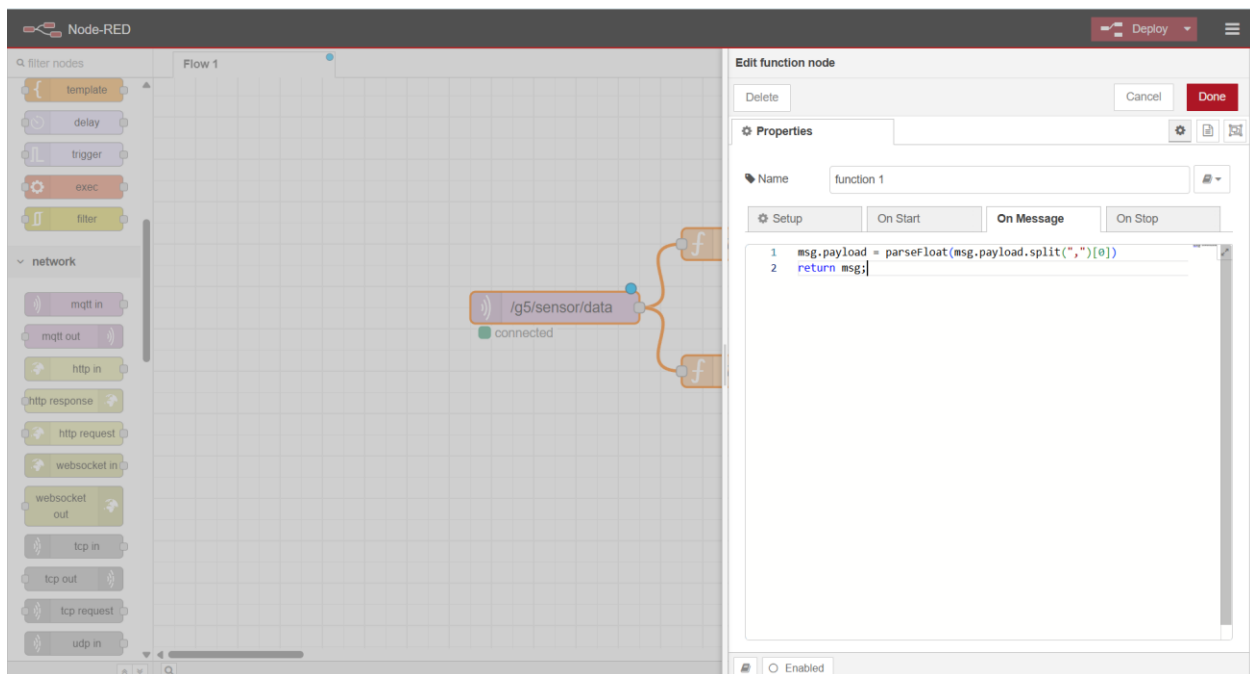 Node-RED
Deploy
filter nodes
Flow 1
template
delay
trigger
exec
filter
network
mqtt in
mqtt out
http in
http response
http request
websocket in
websocket
out
tcp in
tcp out
tcp request
udp in
/g5/sensor/data
connected
Edit function node
Delete
Cancel
Done
Properties
Name
function 1
Setup
On Start
On Message
On Stop
1 msg.payload = parseFloat(msg.payload.split(",")[0])
2 return msg;
Enabled